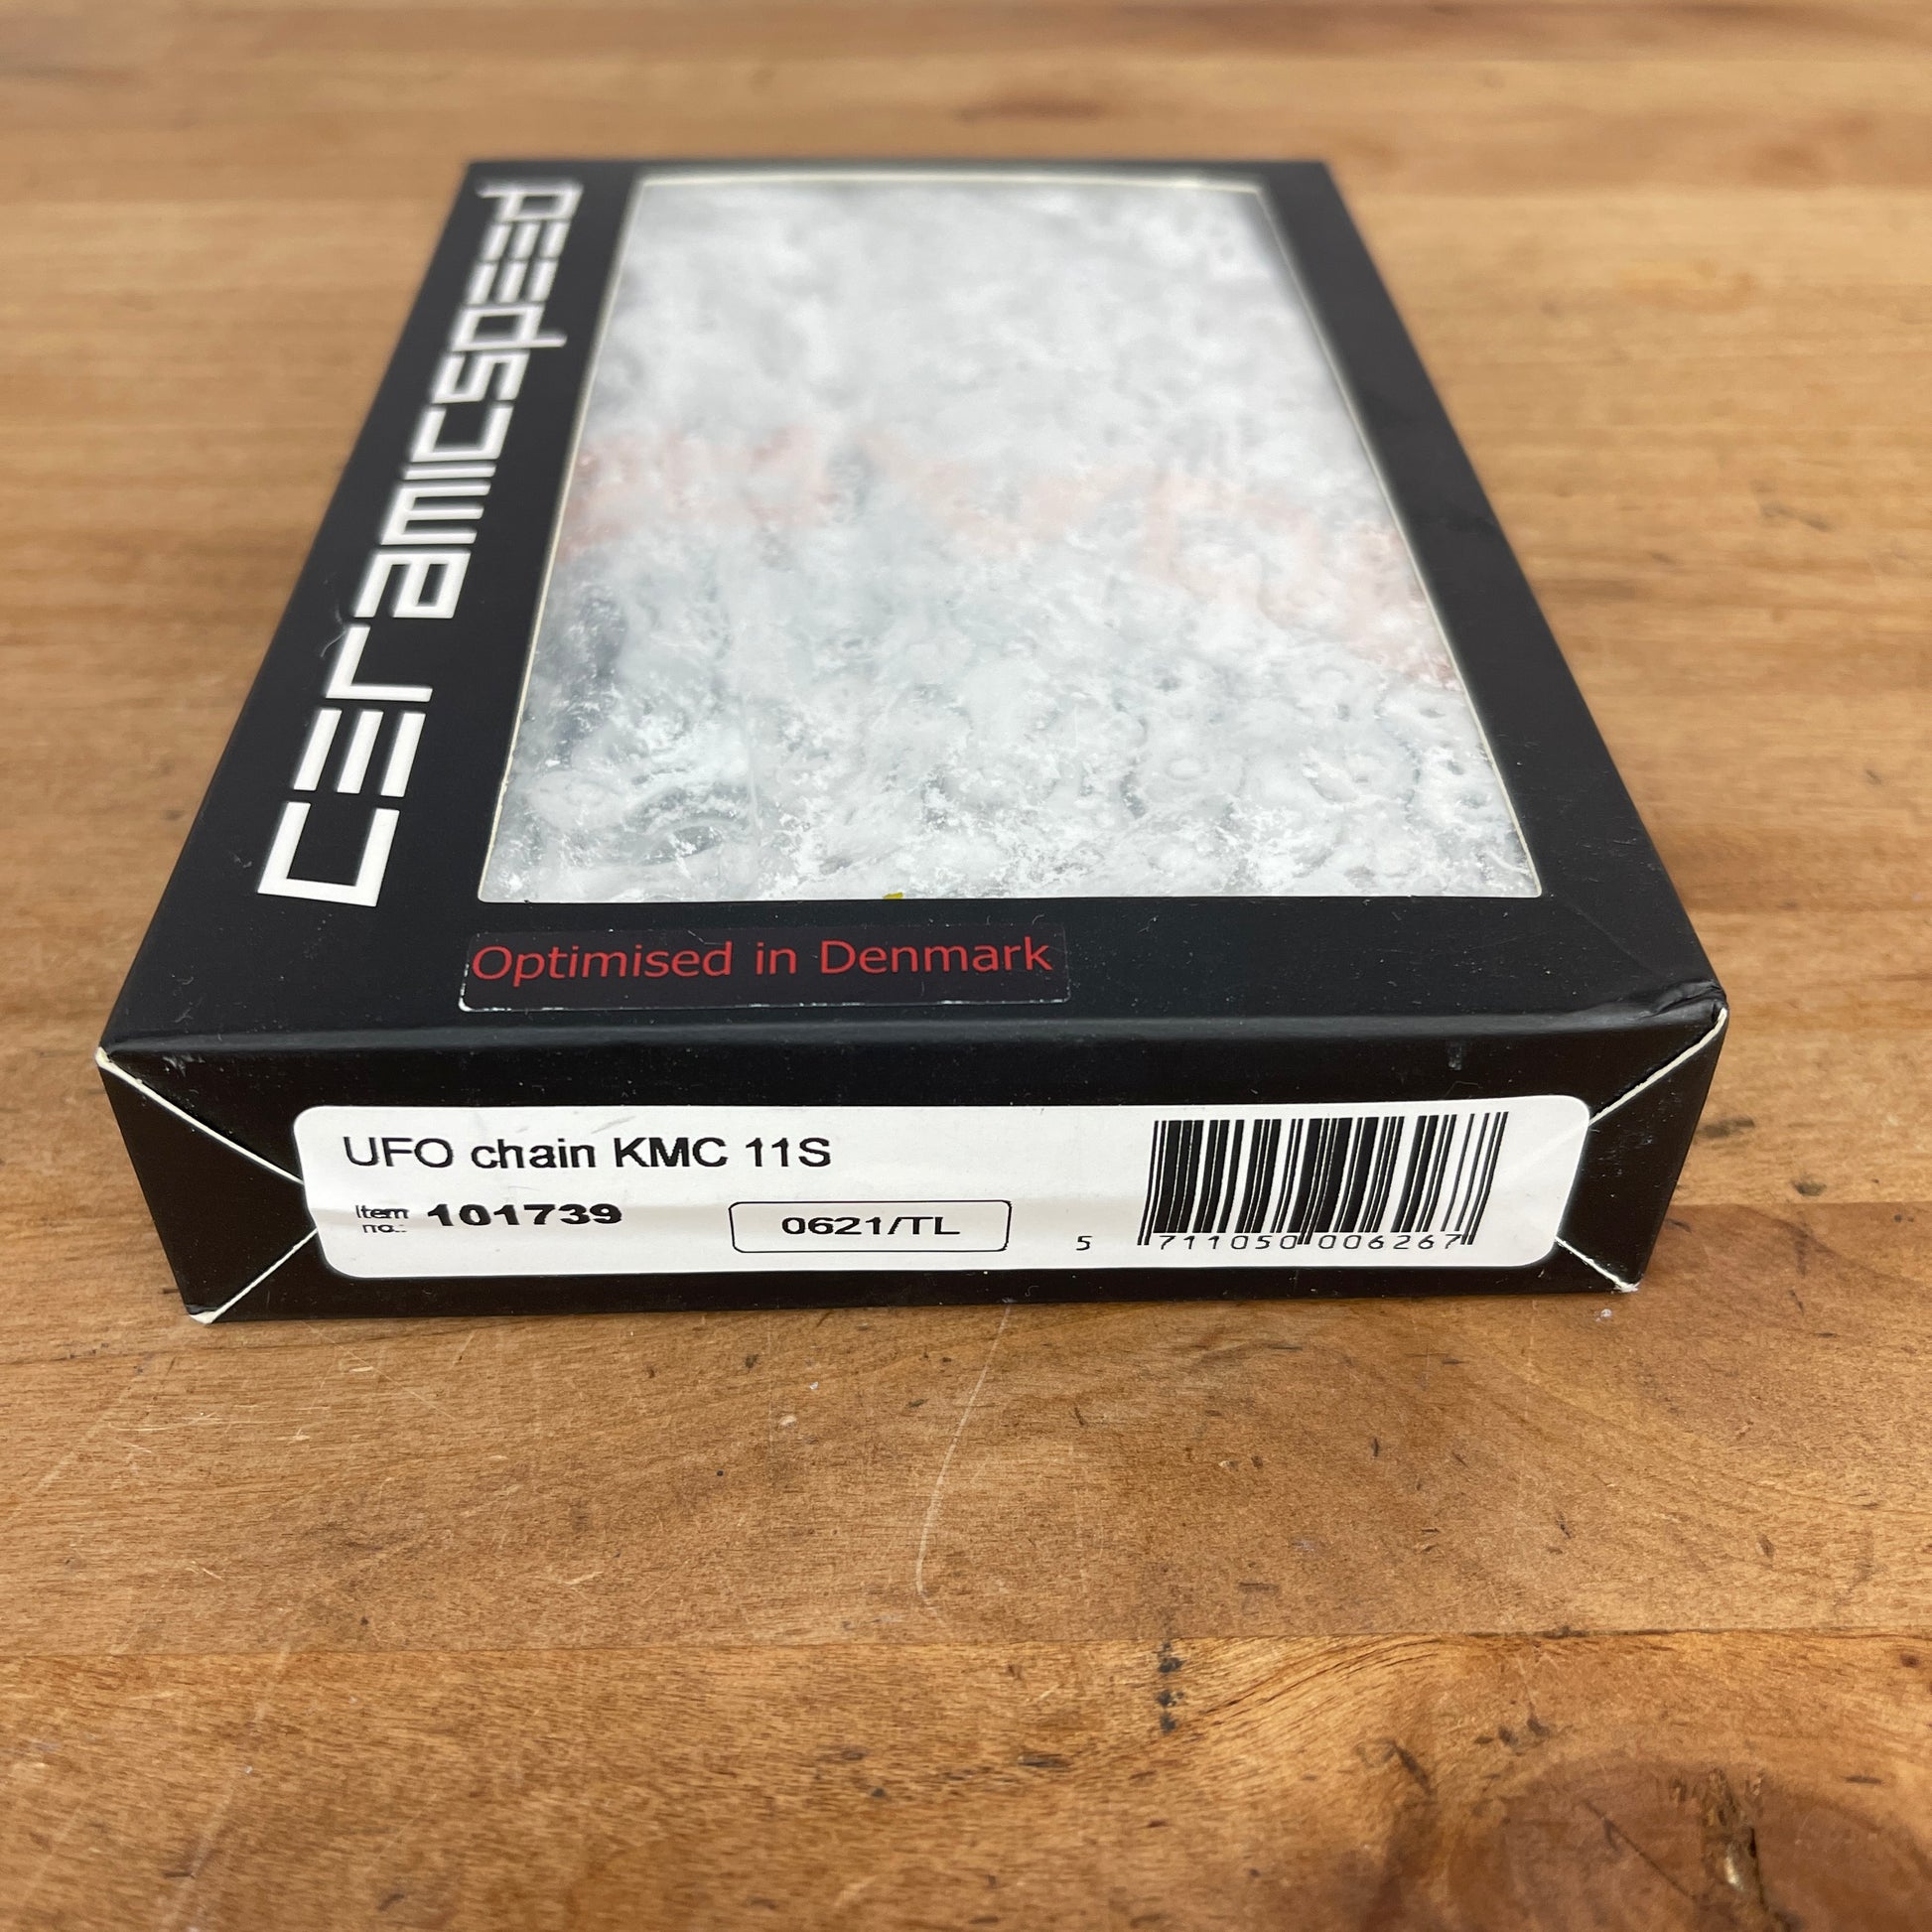 CERAMICSPEED
Optimised in Denmark
UFO chain KMC 11S
Item no.: 101739
0621/TL
5 711050 006267